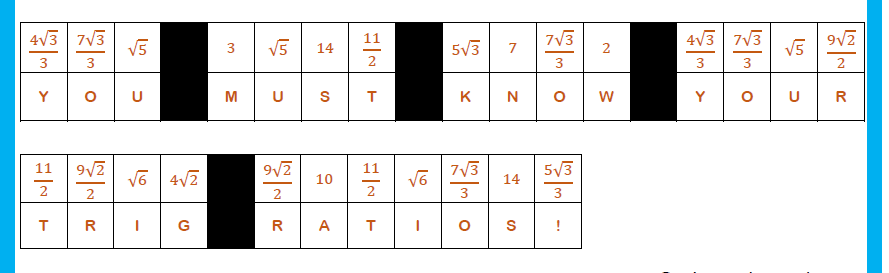 4√3/3 7√3/3 √5 3 √5 14 11/2 5√3 7 7√3/3 2 4√3/3 7√3/3 √5 9√2/2
Y O U M U S T K N O W Y O U R
11/2 9√2/2 √6 4√2 9√2/2 10 11/2 √6 7√3/3 14 5√3/3
T R I G R A T I O S !